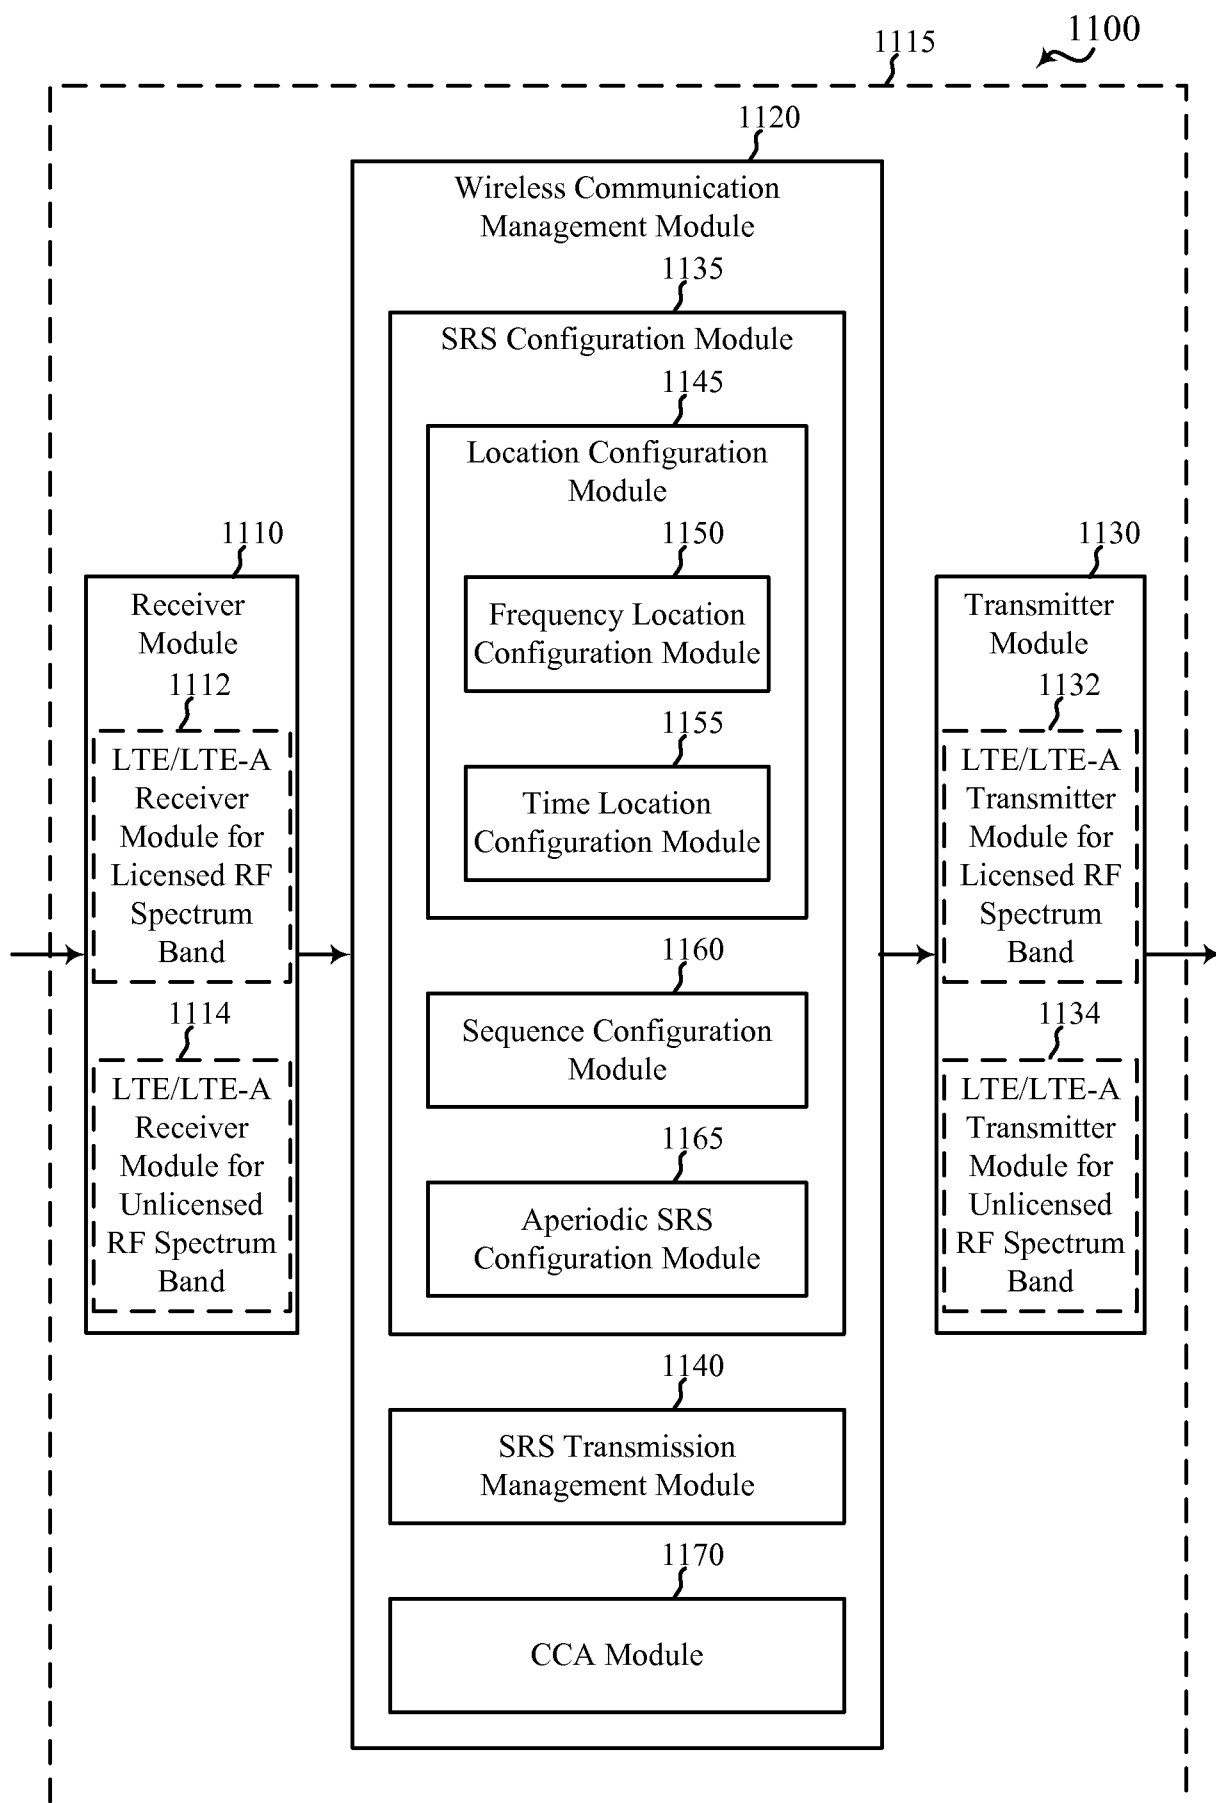 1100
1115
1120
Wireless Communication
Management Module
1135
SRS Configuration Module
1145
Location Configuration
Module
1150
Frequency Location
Configuration Module
1155
Time Location
Configuration Module
1160
Sequence Configuration
Module
1165
Aperiodic SRS
Configuration Module
1140
SRS Transmission
Management Module
1170
CCA Module
1110
Receiver
Module
1112
LTE/LTE-A
Receiver
Module for
Licensed RF
Spectrum
Band
1114
LTE/LTE-A
Receiver
Module for
Unlicensed
RF Spectrum
Band
1130
Transmitter
Module
1132
LTE/LTE-A
Transmitter
Module for
Licensed RF
Spectrum
Band
1134
LTE/LTE-A
Transmitter
Module for
Unlicensed
RF Spectrum
Band